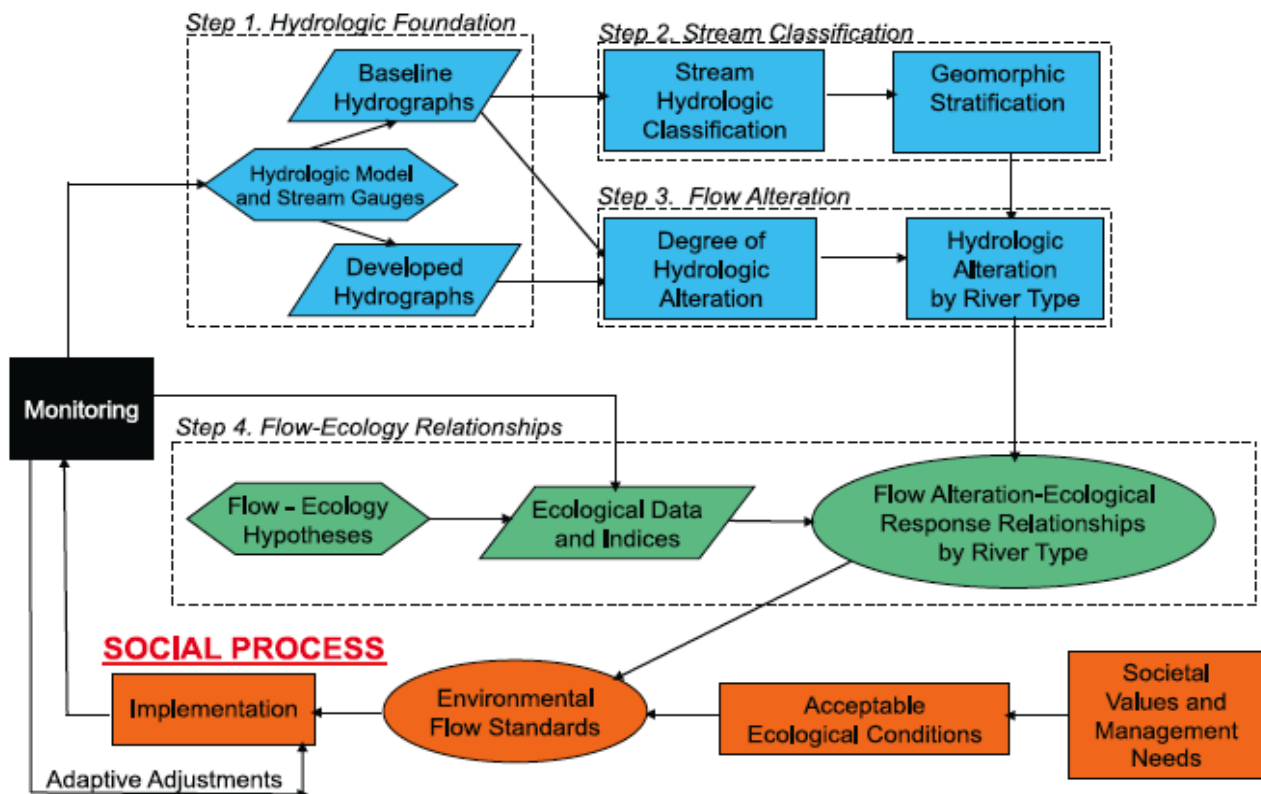 Step 1. Hydrologic Foundation
Baseline
Hydrographs
Hydrologic Model
and Stream Gauges
Developed
Hydrographs
Step 2. Stream Classification
Stream
Hydrologic
Classification
Geomorphic
Stratification
Step 3. Flow Alteration
Degree of
Hydrologic
Alteration
Hydrologic
Alteration
by River Type
Monitoring
Step 4. Flow-Ecology Relationships
Flow – Ecology
Hypotheses
Ecological Data
and Indices
Flow Alteration-Ecological
Response Relationships
by River Type
SOCIAL PROCESS
Implementation
Environmental
Flow Standards
Acceptable
Ecological Conditions
Societal
Values and
Management
Needs
Adaptive Adjustments